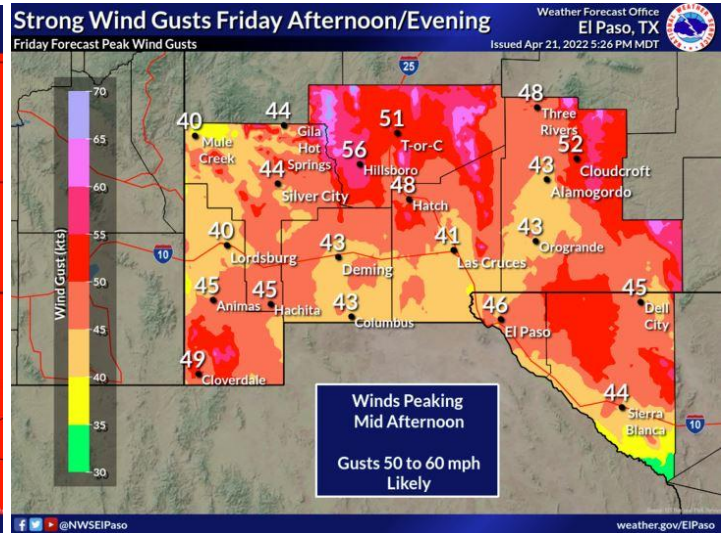 Strong Wind Gusts Friday Afternoon/Evening
Friday Forecast Peak Wind Gusts
Weather Forecast Office
El Paso, TX
Issued Apr 21, 2022 5:26 PM MDT
NATIONAL WEATHER SERVICE
25
Wind Gust (kts)
70
65
60
55
50
45
40
35
30
40
Mule
Creek
44
Gila
Hot
Springs
51
T-or-C
48
Three
Rivers
56
Hillsboro
52
Cloudcroft
44
Silver City
43
Alamogordo
48
Hatch
40
Lordsburg
43
Deming
41
Las Cruces
43
Orogrande
10
45
Animas
45
Hachita
43
Columbus
46
El Paso
45
Dell
City
49
Cloverdale
44
Sierra
Blanca
10
Winds Peaking
Mid Afternoon
Gusts 50 to 60 mph
Likely
@NWSElPaso
weather.gov/ElPaso